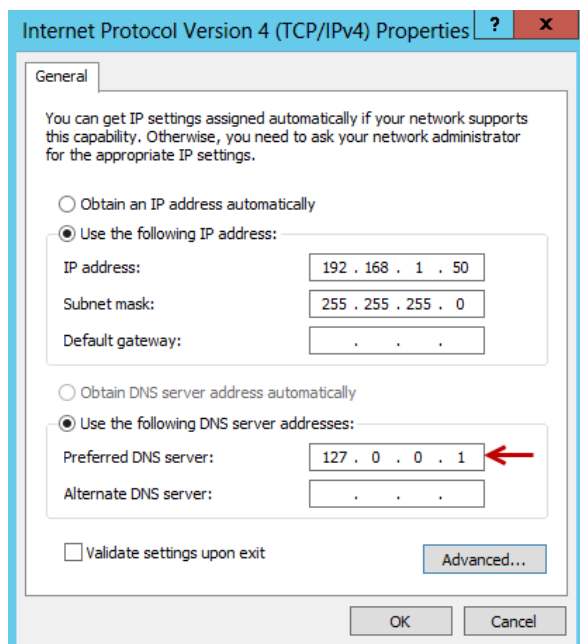 Internet Protocol Version 4 (TCP/IPv4) Properties ? x
General
You can get IP settings assigned automatically if your network supports
this capability. Otherwise, you need to ask your network administrator
for the appropriate IP settings.
Obtain an IP address automatically
Use the following IP address:
IP address: 192 . 168 . 1 . 50
Subnet mask: 255 . 255 . 255 . 0
Default gateway: . . .
Obtain DNS server address automatically
Use the following DNS server addresses:
Preferred DNS server: 127 . 0 . 0 . 1
Alternate DNS server: . . .
Validate settings upon exit
Advanced...
OK Cancel